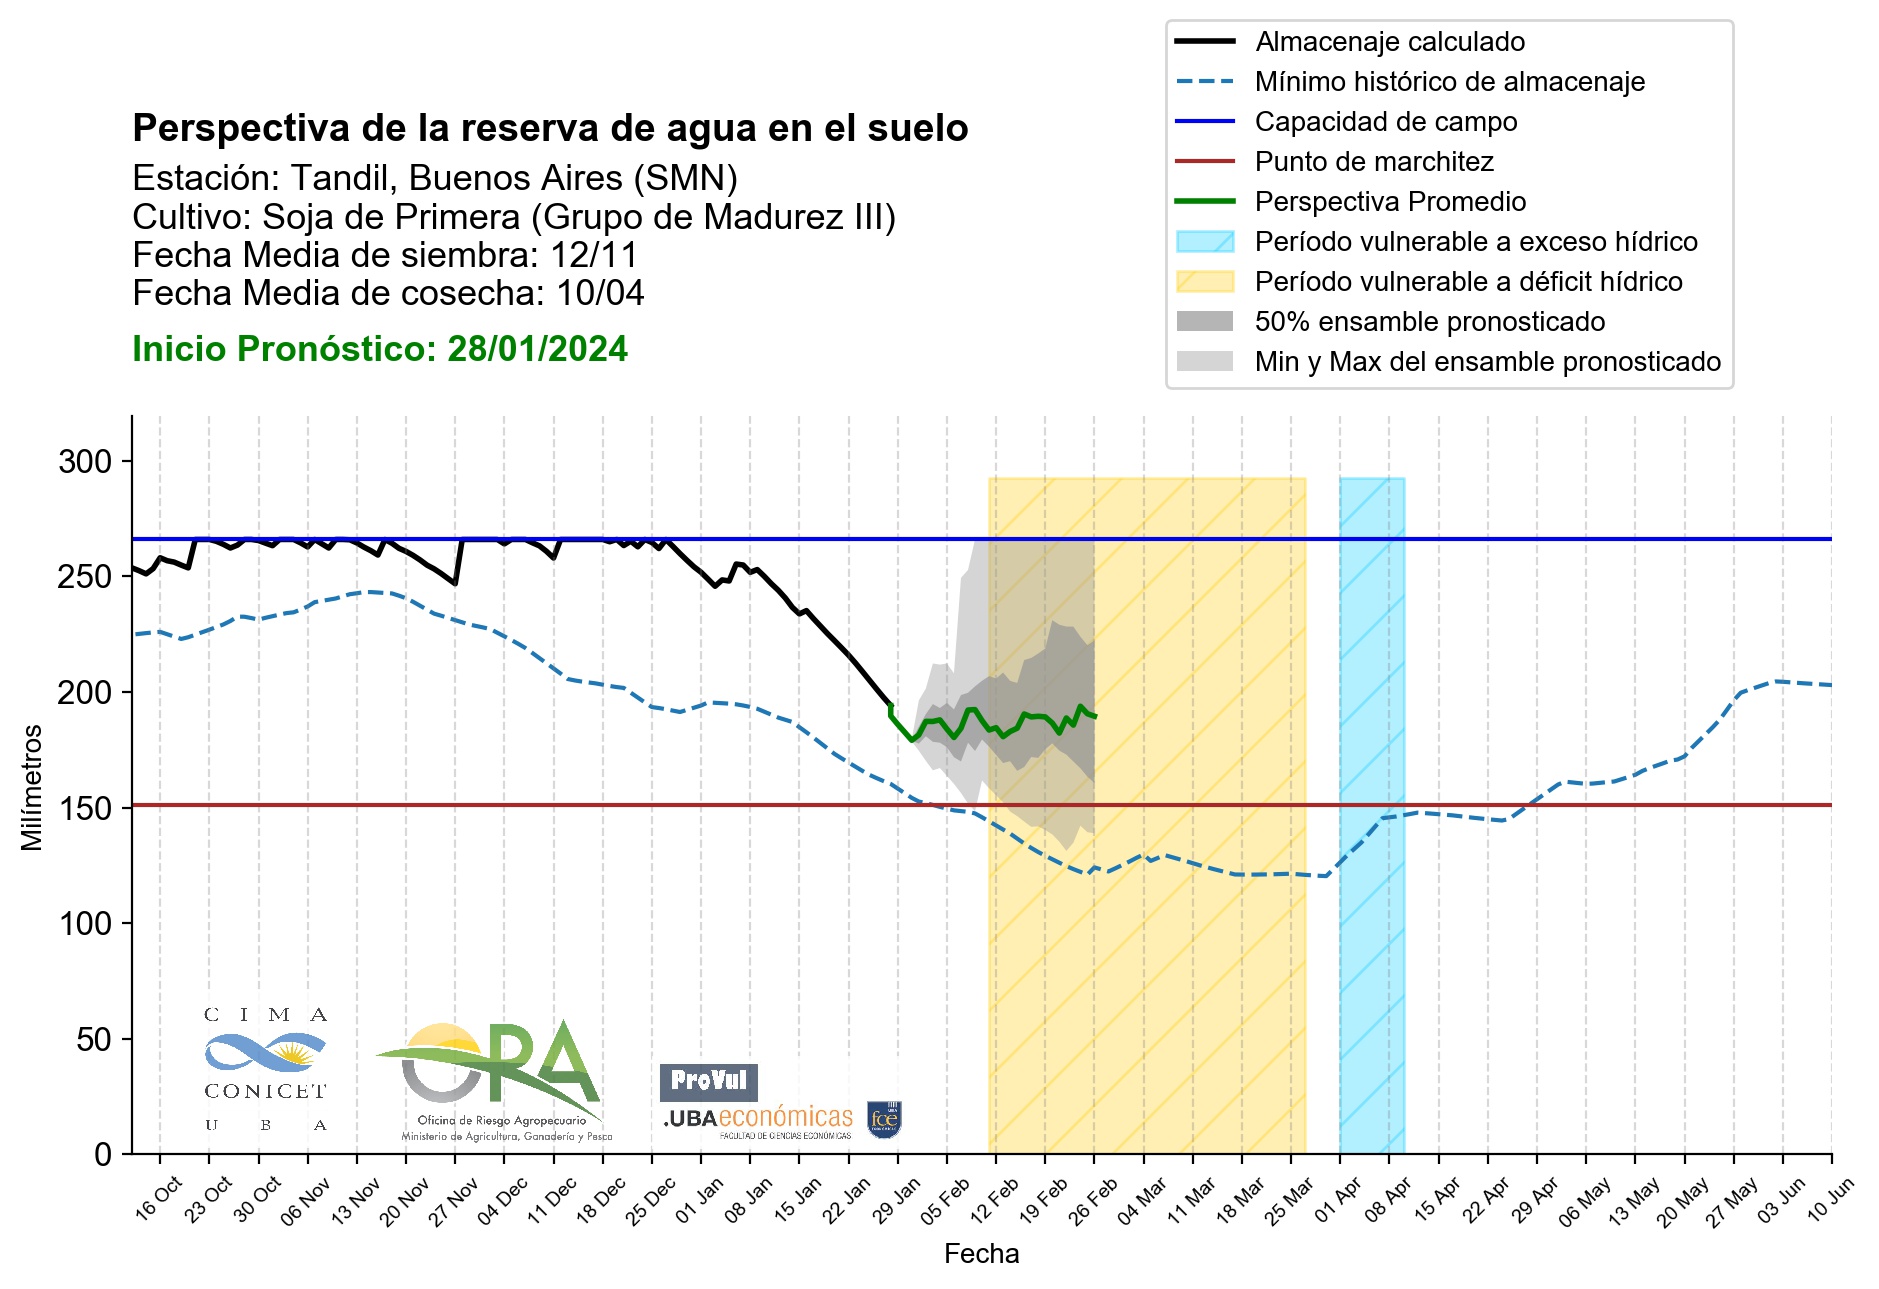 Almacenaje calculado
Mínimo histórico de almacenaje
Capacidad de campo
Punto de marchitez
Perspectiva Promedio
Período vulnerable a exceso hídrico
Período vulnerable a déficit hídrico
50% ensamble pronosticado
Min y Max del ensamble pronosticado
Perspectiva de la reserva de agua en el suelo
Estación: Tandil, Buenos Aires (SMN)
Cultivo: Soja de Primera (Grupo de Madurez III)
Fecha Media de siembra: 12/11
Fecha Media de cosecha: 10/04
Inicio Pronóstico: 28/01/2024
Milímetros
300
250
200
150
100
50
0
CIMA
CONICET
UBA
ORA
Oficina de Riesgo Agropecuario
Ministerio de Agricultura, Ganadería y Pesca
ProVul
.UBAeconómicas
FACULTAD DE CIENCIAS ECONÓMICAS
fce
16 Oct
23 Oct
30 Oct
06 Nov
13 Nov
20 Nov
27 Nov
04 Dec
11 Dec
18 Dec
25 Dec
01 Jan
08 Jan
15 Jan
22 Jan
29 Jan
05 Feb
12 Feb
19 Feb
26 Feb
04 Mar
11 Mar
18 Mar
25 Mar
01 Apr
08 Apr
15 Apr
22 Apr
29 Apr
06 May
13 May
20 May
27 May
03 Jun
10 Jun
Fecha